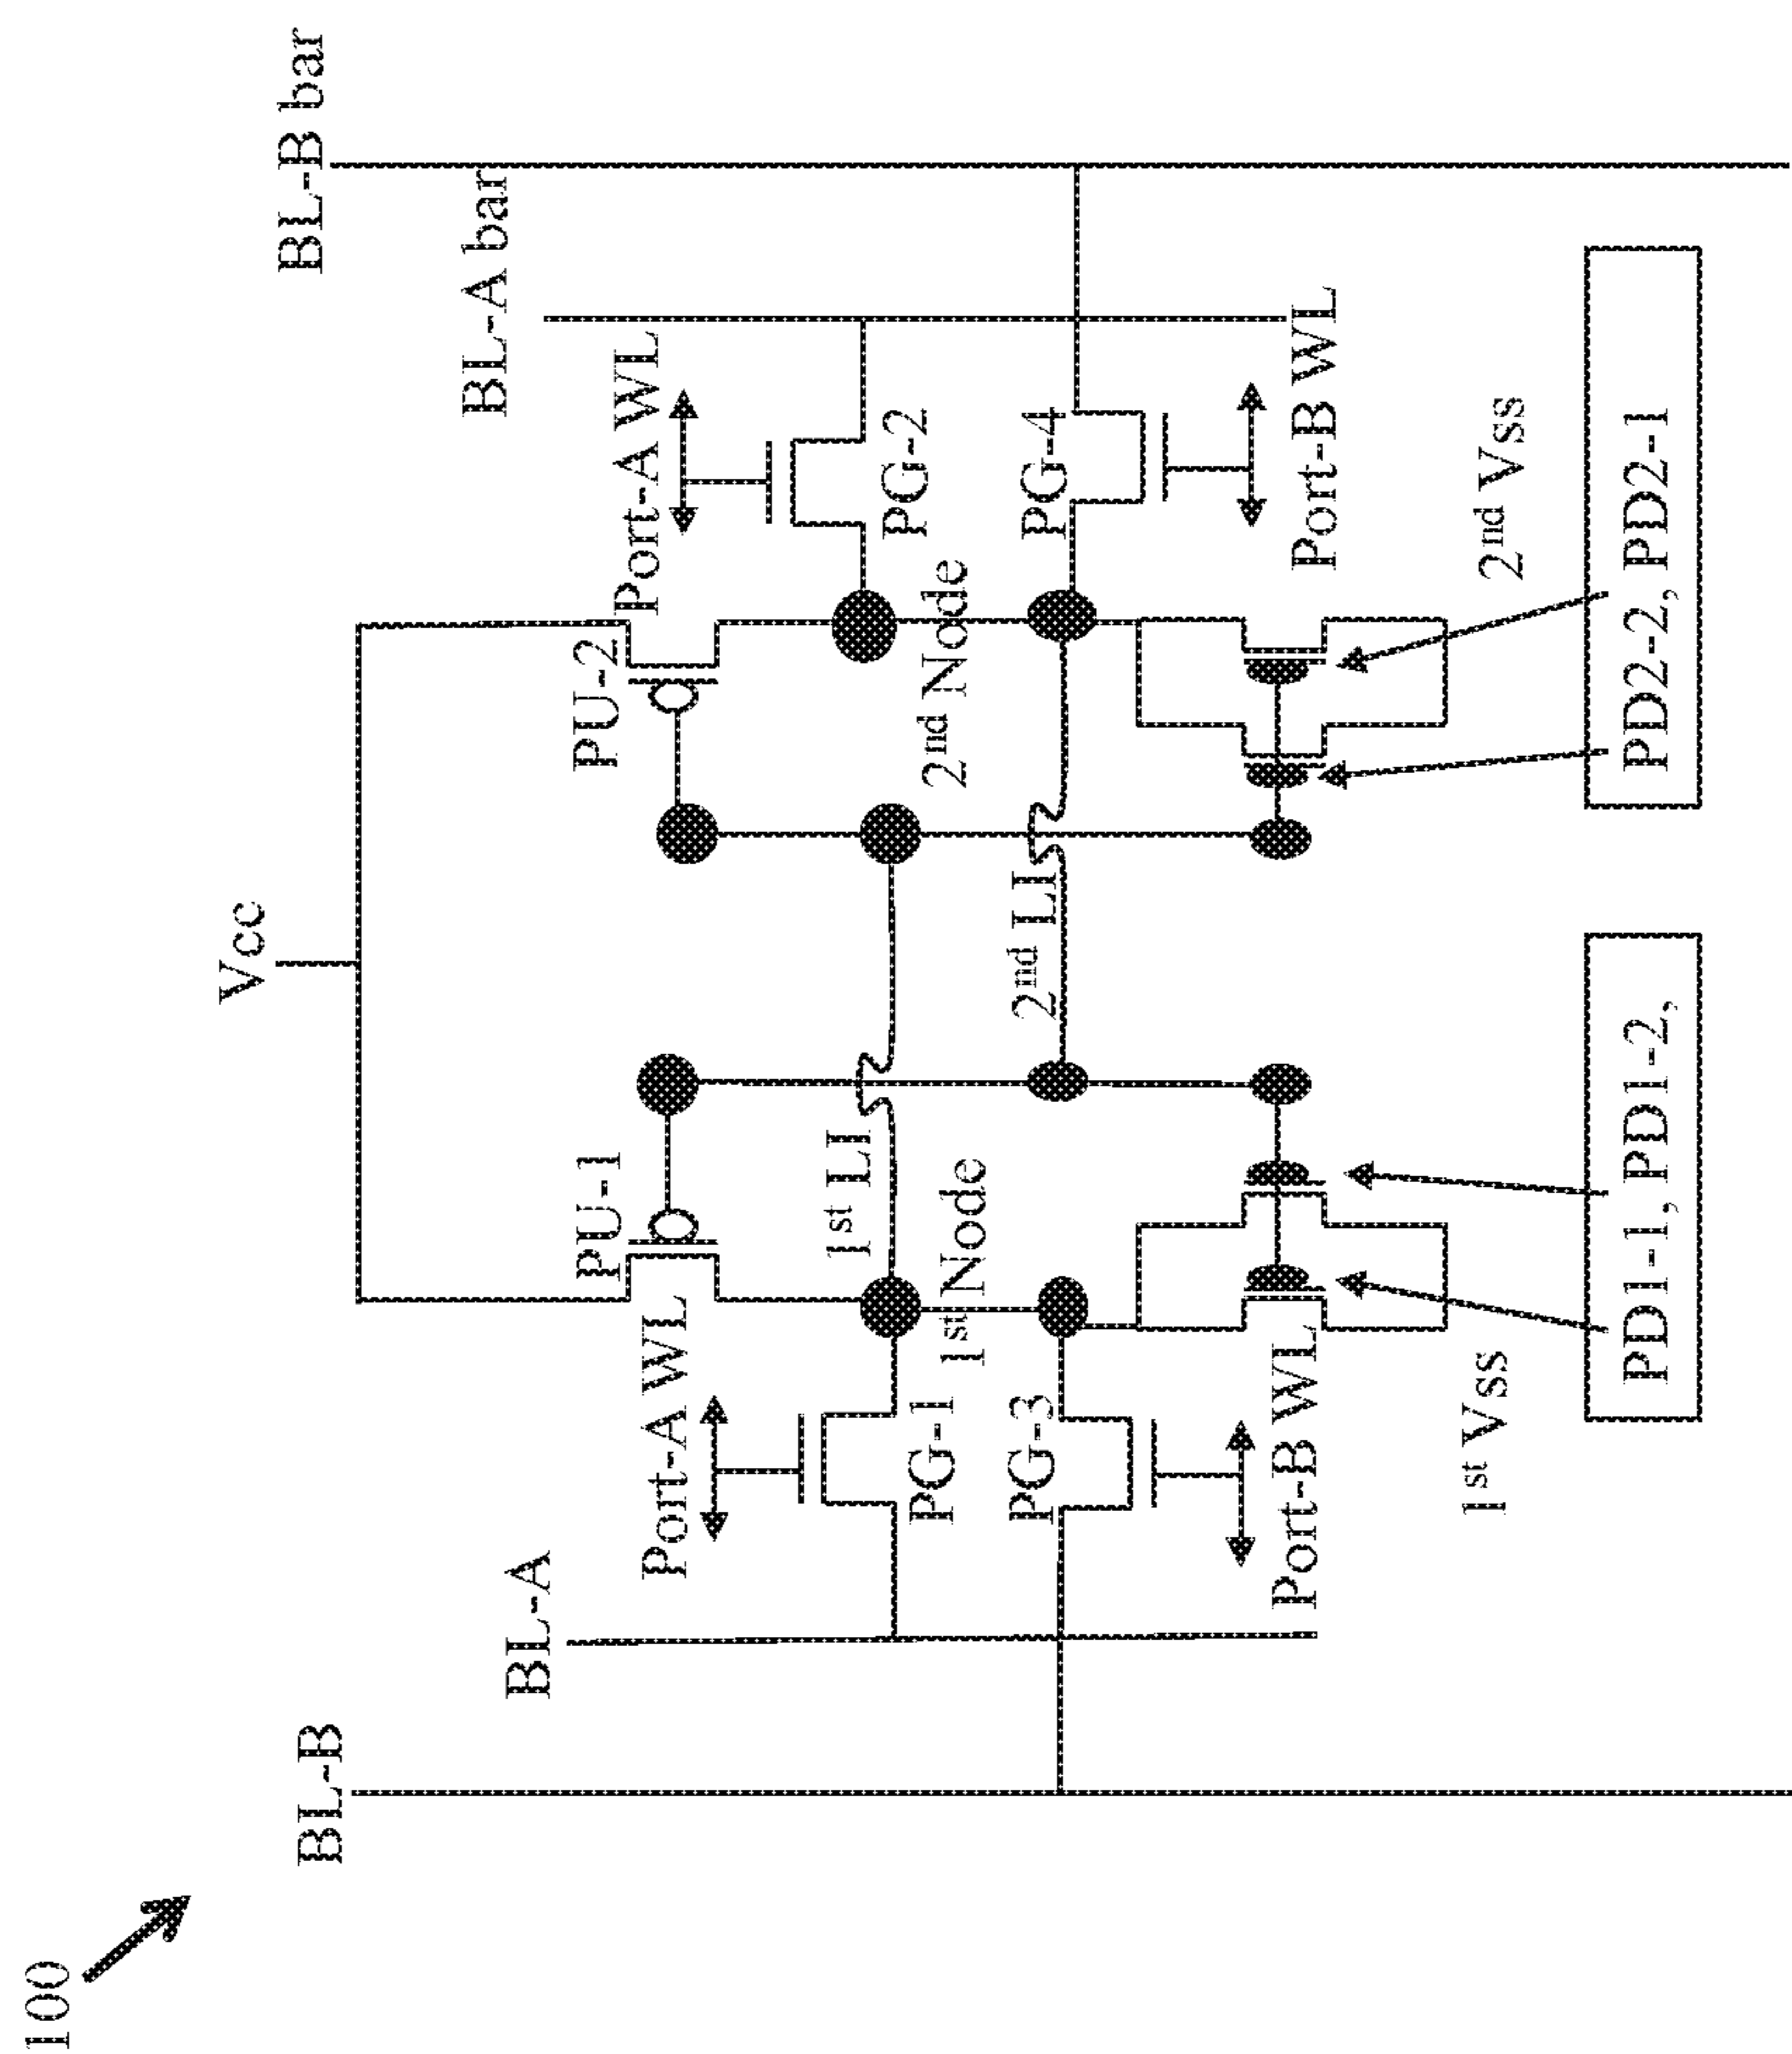 100
BL-B
BL-A
Vcc
BL-A bar
BL-B bar
Port-A WL
PU-1
PU-2
Port-A WL
1st LI
PG-1
1st Node
2nd Node
PG-2
PG-3
2nd LI
PG-4
Port-B WL
Port-B WL
1st Vss
2nd Vss
PD1-1, PD1-2,
PD2-2, PD2-1